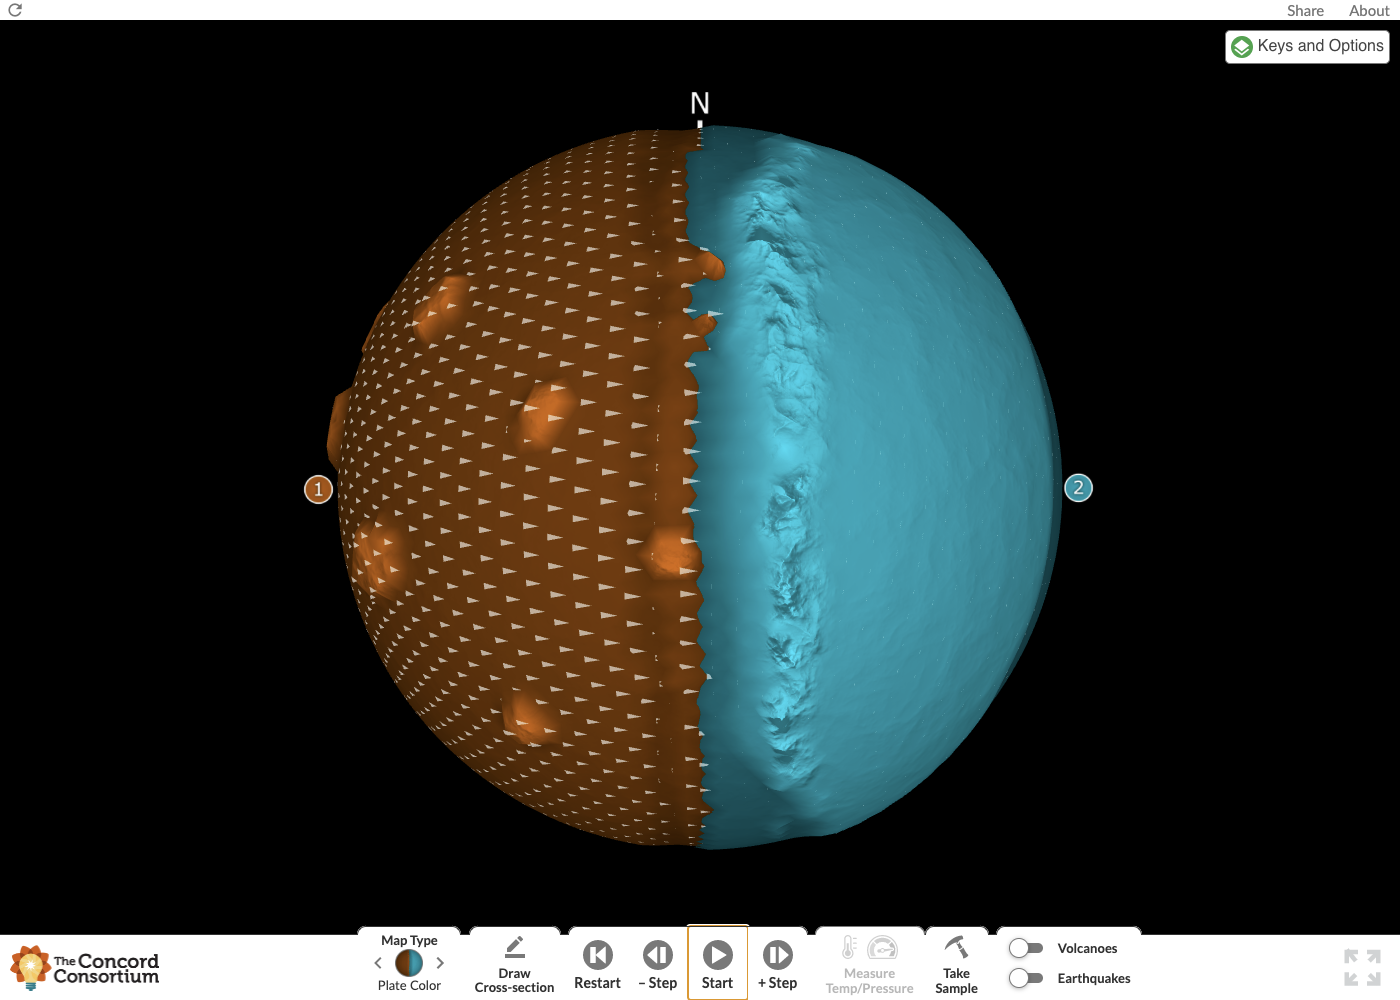 Share About
Keys and Options
N
1
2
The Concord
Consortium
Map Type
Plate Color
Draw
Cross-section
Restart
– Step
Start
+ Step
Measure
Temp/Pressure
Take
Sample
Volcanoes
Earthquakes